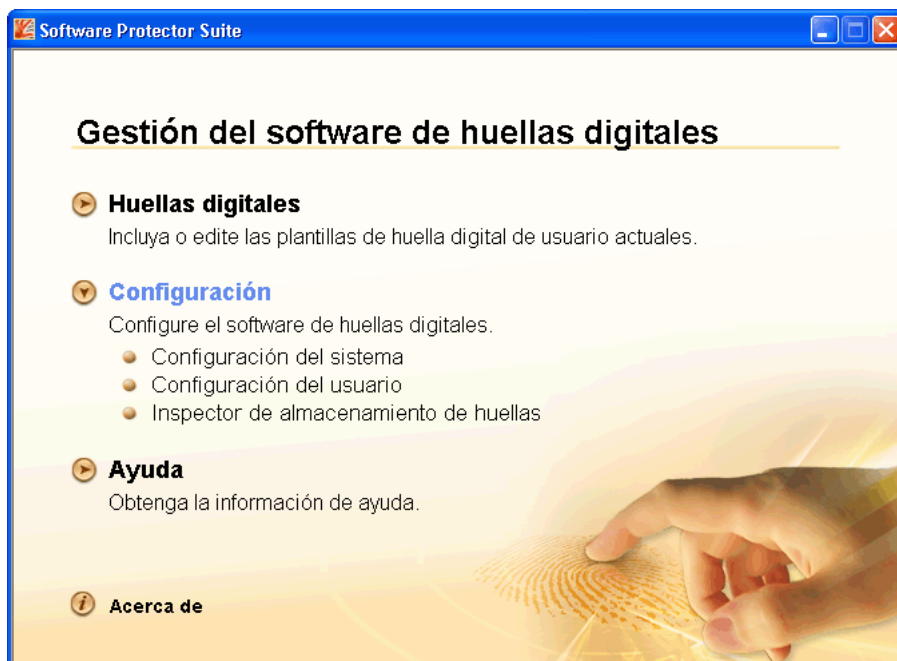 Software Protector Suite
Gestión del software de huellas digitales
Huellas digitales
Incluya o edite las plantillas de huella digital de usuario actuales.
Configuración
Configure el software de huellas digitales.
Configuración del sistema
Configuración del usuario
Inspector de almacenamiento de huellas
Ayuda
Obtenga la información de ayuda.
Acerca de